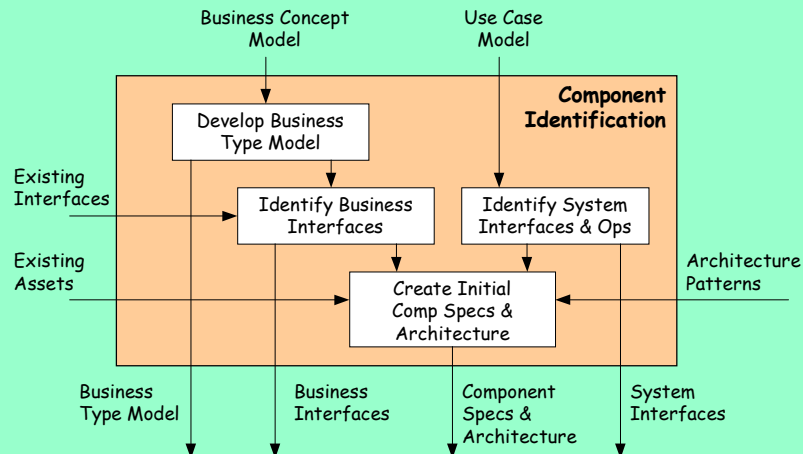 Business Concept
Model
Use Case
Model
Component
Identification
Develop Business
Type Model
Existing
Interfaces
Identify Business
Interfaces
Identify System
Interfaces & Ops
Existing
Assets
Create Initial
Comp Specs &
Architecture
Architecture
Patterns
Business
Type Model
Business
Interfaces
Component
Specs &
Architecture
System
Interfaces